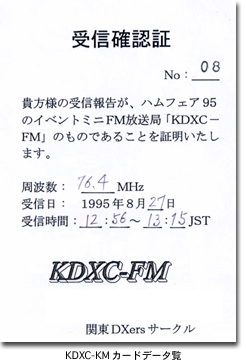 受信確認証
No: 08
貴方様の受信報告が、ハムフェア95
のイベントミニFM放送局「KDXC－
FM」のものであることを証明いたし
ます。
周波数: 76.4 MHz
受信日: 1995年8月27日
受信時間: 12:56～13:15JST
KDXC-FM
関東DXersサークル
KDXC-KMカードデータ覧